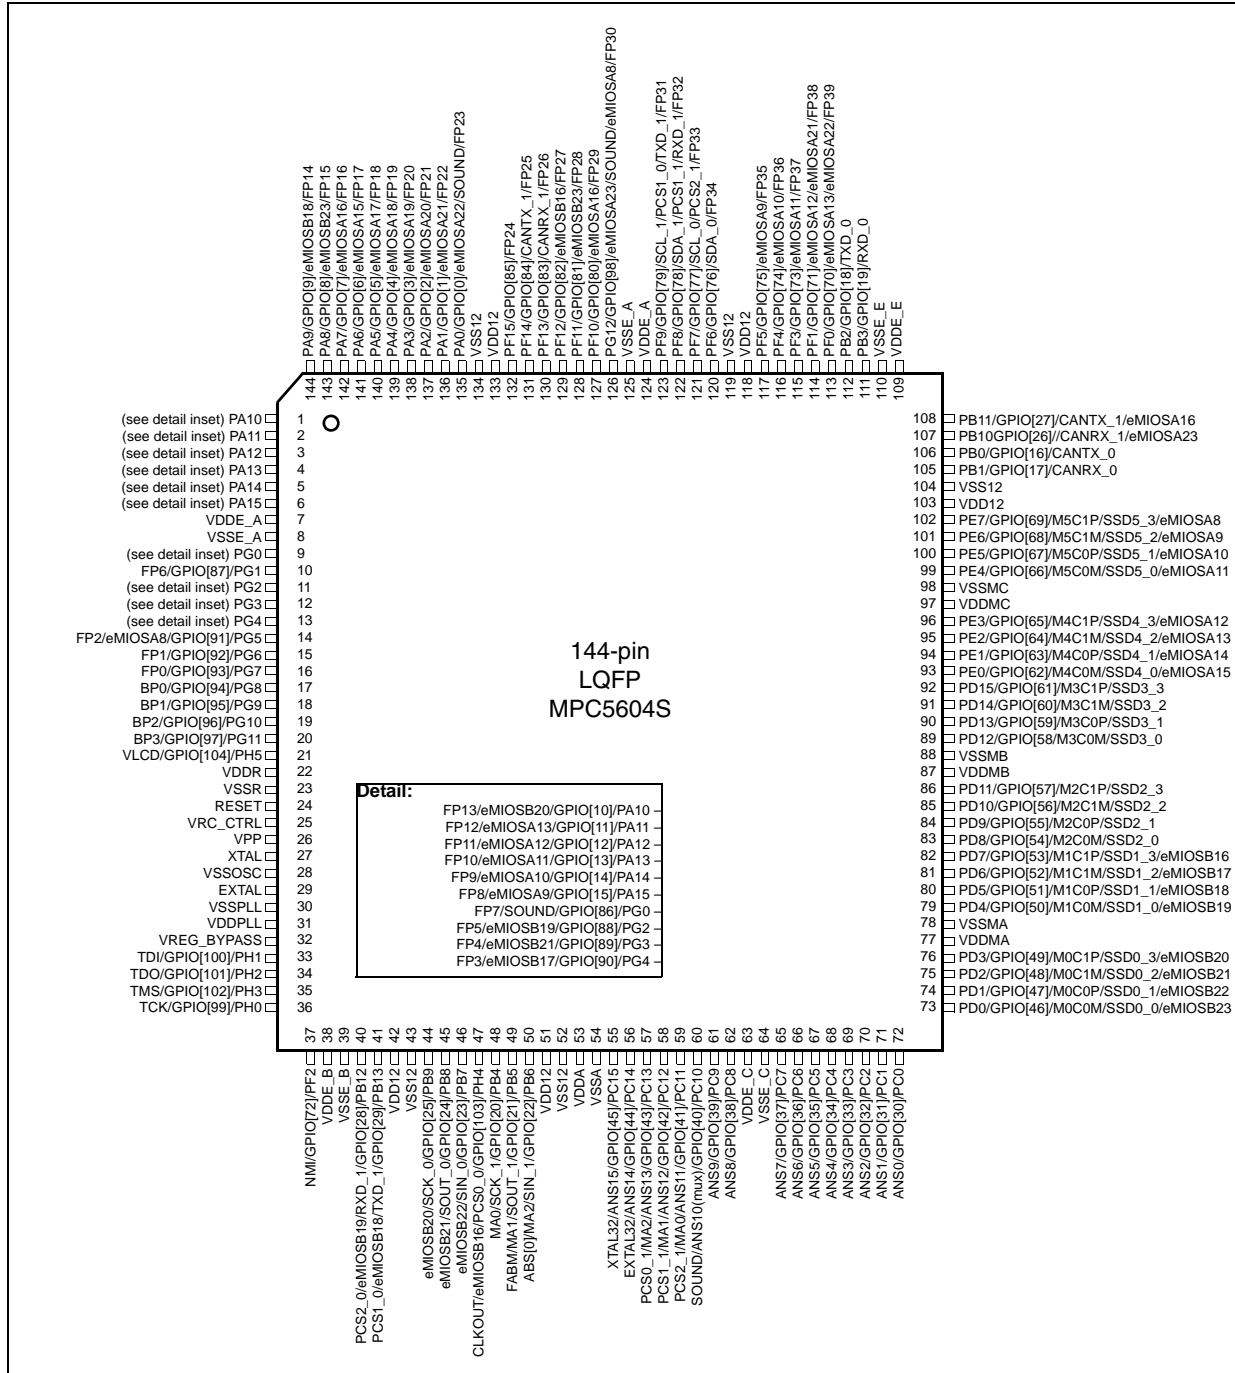 PA9/GPIO[9]/eMIOSB18/FP14
PA8/GPIO[8]/eMIOSB23/FP15
PA7/GPIO[7]/eMIOSA16/FP16
PA6/GPIO[6]/eMIOSA15/FP17
PA5/GPIO[5]/eMIOSA17/FP18
PA4/GPIO[4]/eMIOSA18/FP19
PA3/GPIO[3]/eMIOSA19/FP20
PA2/GPIO[2]/eMIOSA20/FP21
PA1/GPIO[1]/eMIOSA21/FP22
PA0/GPIO[0]/eMIOSA22/SOUND/FP23
VSS12
VDD12
PF15/GPIO[85]/FP24
PF14/GPIO[84]/CANTX_1/FP25
PF13/GPIO[83]/CANRX_1/FP26
PF12/GPIO[82]/eMIOSB16/FP27
PF11/GPIO[81]/eMIOSB23/FP28
PF10/GPIO[80]/eMIOSA16/FP29
PG12/GPIO[98]/eMIOSA23/SOUND/eMIOSA8/FP30
VSSE_A
VDDE_A
PF9/GPIO[79]/SCL_1/PCS1_0/TXD_1/FP31
PF8/GPIO[78]/SDA_1/PCS1_1/RXD_1/FP32
PF7/GPIO[77]/SCL_0/PCS2_1/FP33
PF6/GPIO[76]/SDA_0/FP34
VSS12
VDD12
PF5/GPIO[75]/eMIOSA9/FP35
PF4/GPIO[74]/eMIOSA10/FP36
PF3/GPIO[73]/eMIOSA11/FP37
PF1/GPIO[71]/eMIOSA12/eMIOSA21/FP38
PF0/GPIO[70]/eMIOSA13/eMIOSA22/FP39
PB2/GPIO[18]/TXD_0
PB3/GPIO[19]/RXD_0
VSSE_E
VDDE_E
144 143 142 141 140 139 138 137 136 135 134 133 132 131 130 129 128 127 126 125 124 123 122 121 120 119 118 117 116 115 114 113 112 111 110 109
(see detail inset) PA10 1
(see detail inset) PA11 2
(see detail inset) PA12 3
(see detail inset) PA13 4
(see detail inset) PA14 5
(see detail inset) PA15 6
VDDE_A 7
VSSE_A 8
(see detail inset) PG0 9
FP6/GPIO[87]/PG1 10
(see detail inset) PG2 11
(see detail inset) PG3 12
(see detail inset) PG4 13
FP2/eMIOSA8/GPIO[91]/PG5 14
FP1/GPIO[92]/PG6 15
FP0/GPIO[93]/PG7 16
BP0/GPIO[94]/PG8 17
BP1/GPIO[95]/PG9 18
BP2/GPIO[96]/PG10 19
BP3/GPIO[97]/PG11 20
VLCD/GPIO[104]/PH5 21
VDDR 22
VSSR 23
RESET 24
VRC_CTRL 25
VPP 26
XTAL 27
VSSOSC 28
EXTAL 29
VSSPLL 30
VDDPLL 31
VREG_BYPASS 32
TDI/GPIO[100]/PH1 33
TDO/GPIO[101]/PH2 34
TMS/GPIO[102]/PH3 35
TCK/GPIO[99]/PH0 36
144-pin
LQFP
MPC5604S
Detail:
FP13/eMIOSB20/GPIO[10]/PA10
FP12/eMIOSA13/GPIO[11]/PA11
FP11/eMIOSA12/GPIO[12]/PA12
FP10/eMIOSA11/GPIO[13]/PA13
FP9/eMIOSA10/GPIO[14]/PA14
FP8/eMIOSA9/GPIO[15]/PA15
FP7/SOUND/GPIO[86]/PG0
FP5/eMIOSB19/GPIO[88]/PG2
FP4/eMIOSB21/GPIO[89]/PG3
FP3/eMIOSB17/GPIO[90]/PG4
108 PB11/GPIO[27]/CANTX_1/eMIOSA16
107 PB10GPIO[26]//CANRX_1/eMIOSA23
106 PB0/GPIO[16]/CANTX_0
105 PB1/GPIO[17]/CANRX_0
104 VSS12
103 VDD12
102 PE7/GPIO[69]/M5C1P/SSD5_3/eMIOSA8
101 PE6/GPIO[68]/M5C1M/SSD5_2/eMIOSA9
100 PE5/GPIO[67]/M5C0P/SSD5_1/eMIOSA10
99 PE4/GPIO[66]/M5C0M/SSD5_0/eMIOSA11
98 VSSMC
97 VDDMC
96 PE3/GPIO[65]/M4C1P/SSD4_3/eMIOSA12
95 PE2/GPIO[64]/M4C1M/SSD4_2/eMIOSA13
94 PE1/GPIO[63]/M4C0P/SSD4_1/eMIOSA14
93 PE0/GPIO[62]/M4C0M/SSD4_0/eMIOSA15
92 PD15/GPIO[61]/M3C1P/SSD3_3
91 PD14/GPIO[60]/M3C1M/SSD3_2
90 PD13/GPIO[59]/M3C0P/SSD3_1
89 PD12/GPIO[58/M3C0M/SSD3_0
88 VSSMB
87 VDDMB
86 PD11/GPIO[57]/M2C1P/SSD2_3
85 PD10/GPIO[56]/M2C1M/SSD2_2
84 PD9/GPIO[55]/M2C0P/SSD2_1
83 PD8/GPIO[54]/M2C0M/SSD2_0
82 PD7/GPIO[53]/M1C1P/SSD1_3/eMIOSB16
81 PD6/GPIO[52]/M1C1M/SSD1_2/eMIOSB17
80 PD5/GPIO[51]/M1C0P/SSD1_1/eMIOSB18
79 PD4/GPIO[50]/M1C0M/SSD1_0/eMIOSB19
78 VSSMA
77 VDDMA
76 PD3/GPIO[49]/M0C1P/SSD0_3/eMIOSB20
75 PD2/GPIO[48]/M0C1M/SSD0_2/eMIOSB21
74 PD1/GPIO[47]/M0C0P/SSD0_1/eMIOSB22
73 PD0/GPIO[46]/M0C0M/SSD0_0/eMIOSB23
37 38 39 40 41 42 43 44 45 46 47 48 49 50 51 52 53 54 55 56 57 58 59 60 61 62 63 64 65 66 67 68 69 70 71 72
NMI/GPIO[72]/PF2
VDDE_B
VSSE_B
PCS2_0/eMIOSB19/RXD_1/GPIO[28]/PB12
PCS1_0/eMIOSB18/TXD_1/GPIO[29]/PB13
VDD12
VSS12
eMIOSB20/SCK_0/GPIO[25]/PB9
eMIOSB21/SOUT_0/GPIO[24]/PB8
eMIOSB22/SIN_0/GPIO[23]/PB7
CLKOUT/eMIOSB16/PCS0_0/GPIO[103]/PH4
MA0/SCK_1/GPIO[20]/PB4
FABM/MA1/SOUT_1/GPIO[21]/PB5
ABS[0]/MA2/SIN_1/GPIO[22]/PB6
VDD12
VSS12
VDDA
VSSA
XTAL32/ANS15/GPIO[45]/PC15
EXTAL32/ANS14/GPIO[44]/PC14
PCS0_1/MA2/ANS13/GPIO[43]/PC13
PCS1_1/MA1/ANS12/GPIO[42]/PC12
PCS2_1/MA0/ANS11/GPIO[41]/PC11
SOUND/ANS10(mux)/GPIO[40]/PC10
ANS9/GPIO[39]/PC9
ANS8/GPIO[38]/PC8
VDDE_C
VSSE_C
ANS7/GPIO[37]/PC7
ANS6/GPIO[36]/PC6
ANS5/GPIO[35]/PC5
ANS4/GPIO[34]/PC4
ANS3/GPIO[33]/PC3
ANS2/GPIO[32]/PC2
ANS1/GPIO[31]/PC1
ANS0/GPIO[30]/PC0